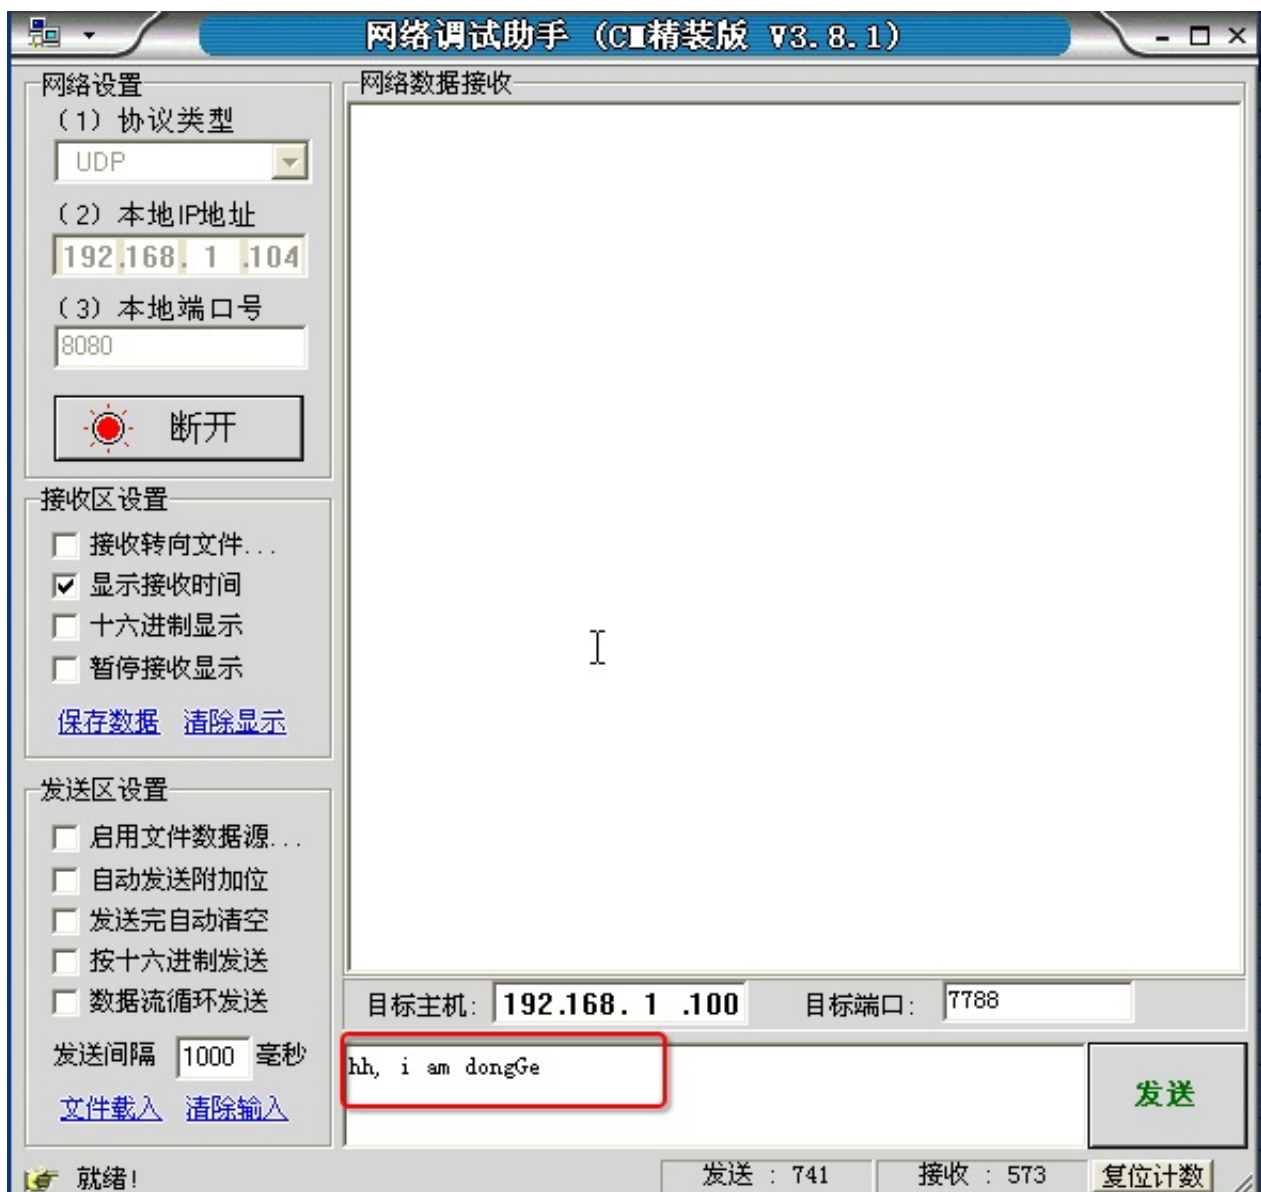 网络调试助手 (CⅢ精装版 V3.8.1)
网络设置
(1) 协议类型
UDP
(2) 本地IP地址
192.168. 1 .104
(3) 本地端口号
8080
断开
接收区设置
接收转向文件...
显示接收时间
十六进制显示
暂停接收显示
保存数据 清除显示
发送区设置
启用文件数据源...
自动发送附加位
发送完自动清空
按十六进制发送
数据流循环发送
发送间隔 1000 毫秒
文件载入 清除输入
网络数据接收
目标主机: 192.168. 1 .100 目标端口: 7788
hh, i am dongGe
发送
就绪! 发送 : 741 接收 : 573 复位计数